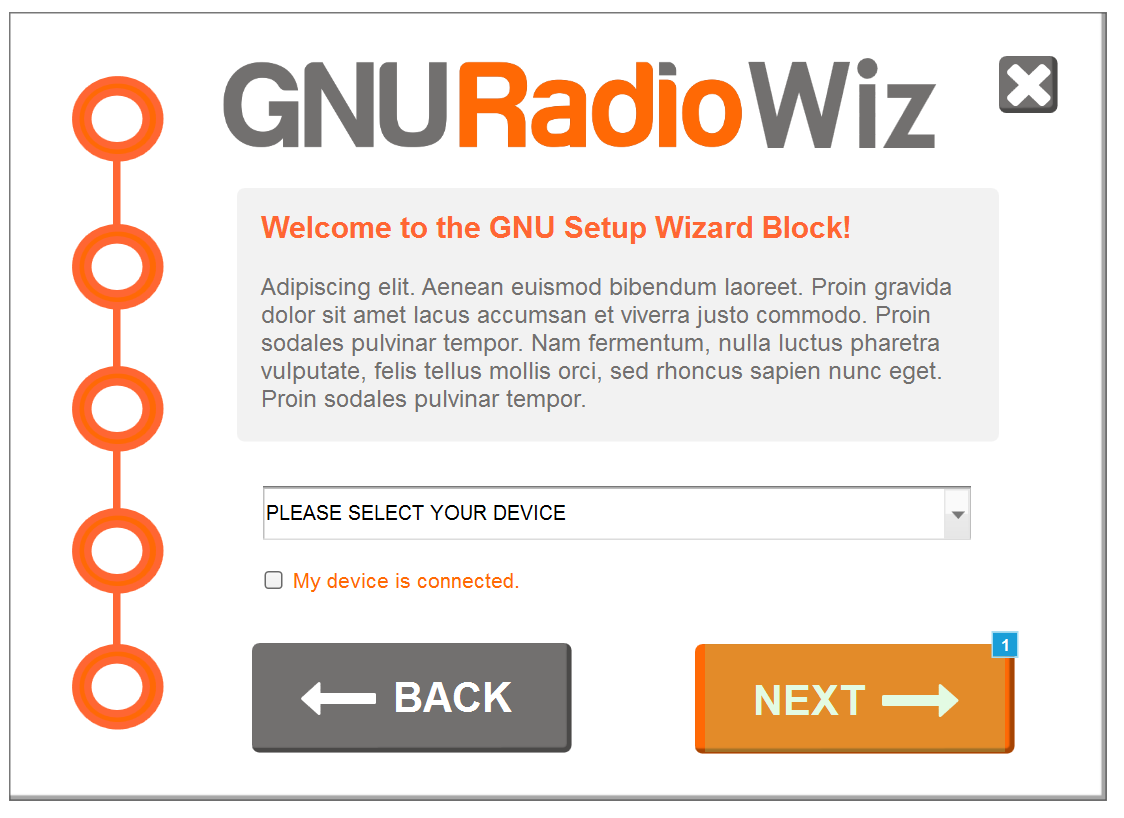 GNURadioWiz
Welcome to the GNU Setup Wizard Block!
Adipiscing elit. Aenean euismod bibendum laoreet. Proin gravida
dolor sit amet lacus accumsan et viverra justo commodo. Proin
sodales pulvinar tempor. Nam fermentum, nulla luctus pharetra
vulputate, felis tellus mollis orci, sed rhoncus sapien nunc eget.
Proin sodales pulvinar tempor.
PLEASE SELECT YOUR DEVICE
My device is connected.
BACK
NEXT
1